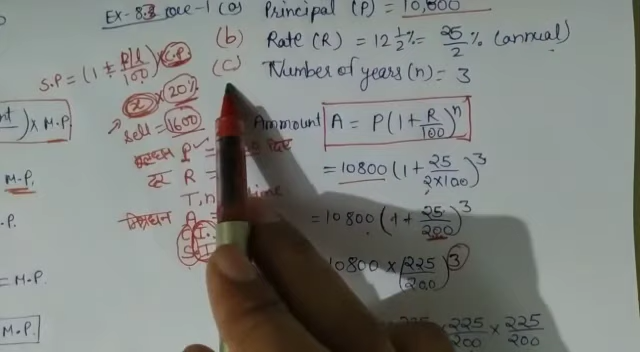 EX-8.3 Que-1 (a) Principal (P) = 10,800
(b) Rate (R) = 12 1/2 % = 25/2 % (annual)
(c) Number of years (n) = 3
S.P = (1 ± P/L/100) × C.P
x × 20%
sell = 1600
Ammount A = P(1 + R/100)^n
मूलधन P =
दर R =
T, n
मिश्रधन A =
C I.
S I
= 10800 (1 + 25/2×100)^3
= 10800 (1 + 25/200)^3
10800 × (225/200)^3
225/200 × 225/200
) × M.P.
M.P.
.P.
= M.P.
M.P.